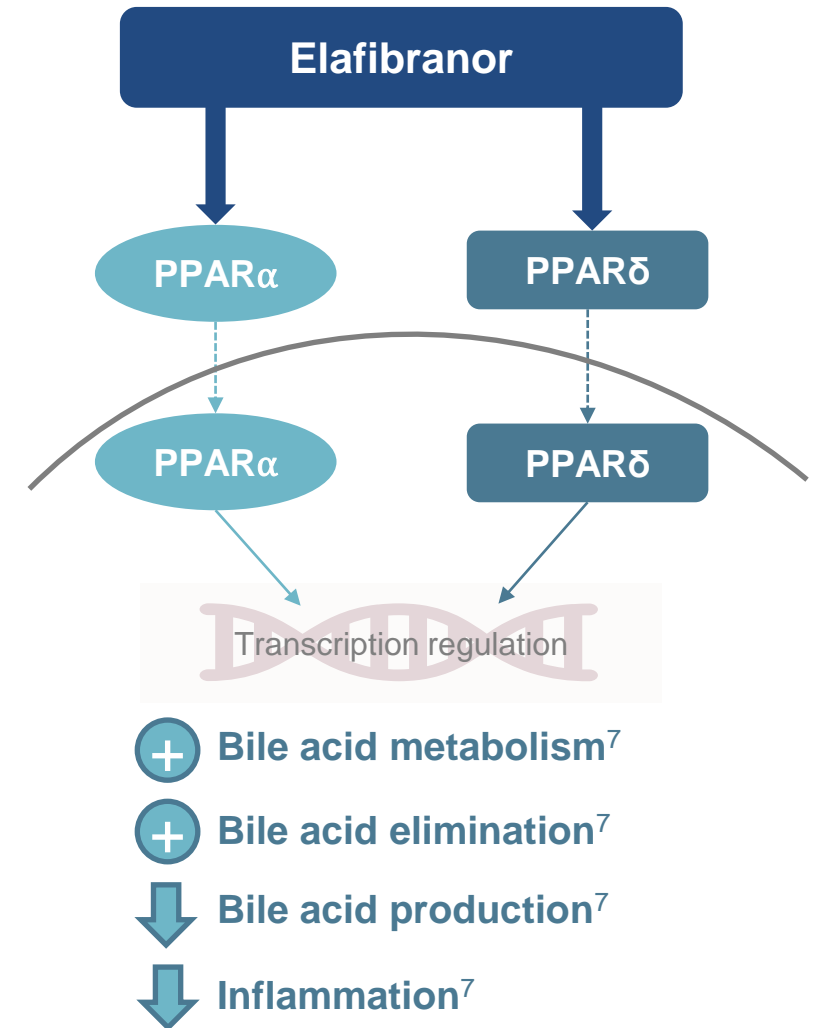 Elafibranor
PPARα PPARδ
PPARα PPARδ
Transcription regulation
+ Bile acid metabolism⁷
+ Bile acid elimination⁷
Bile acid production⁷
Inflammation⁷